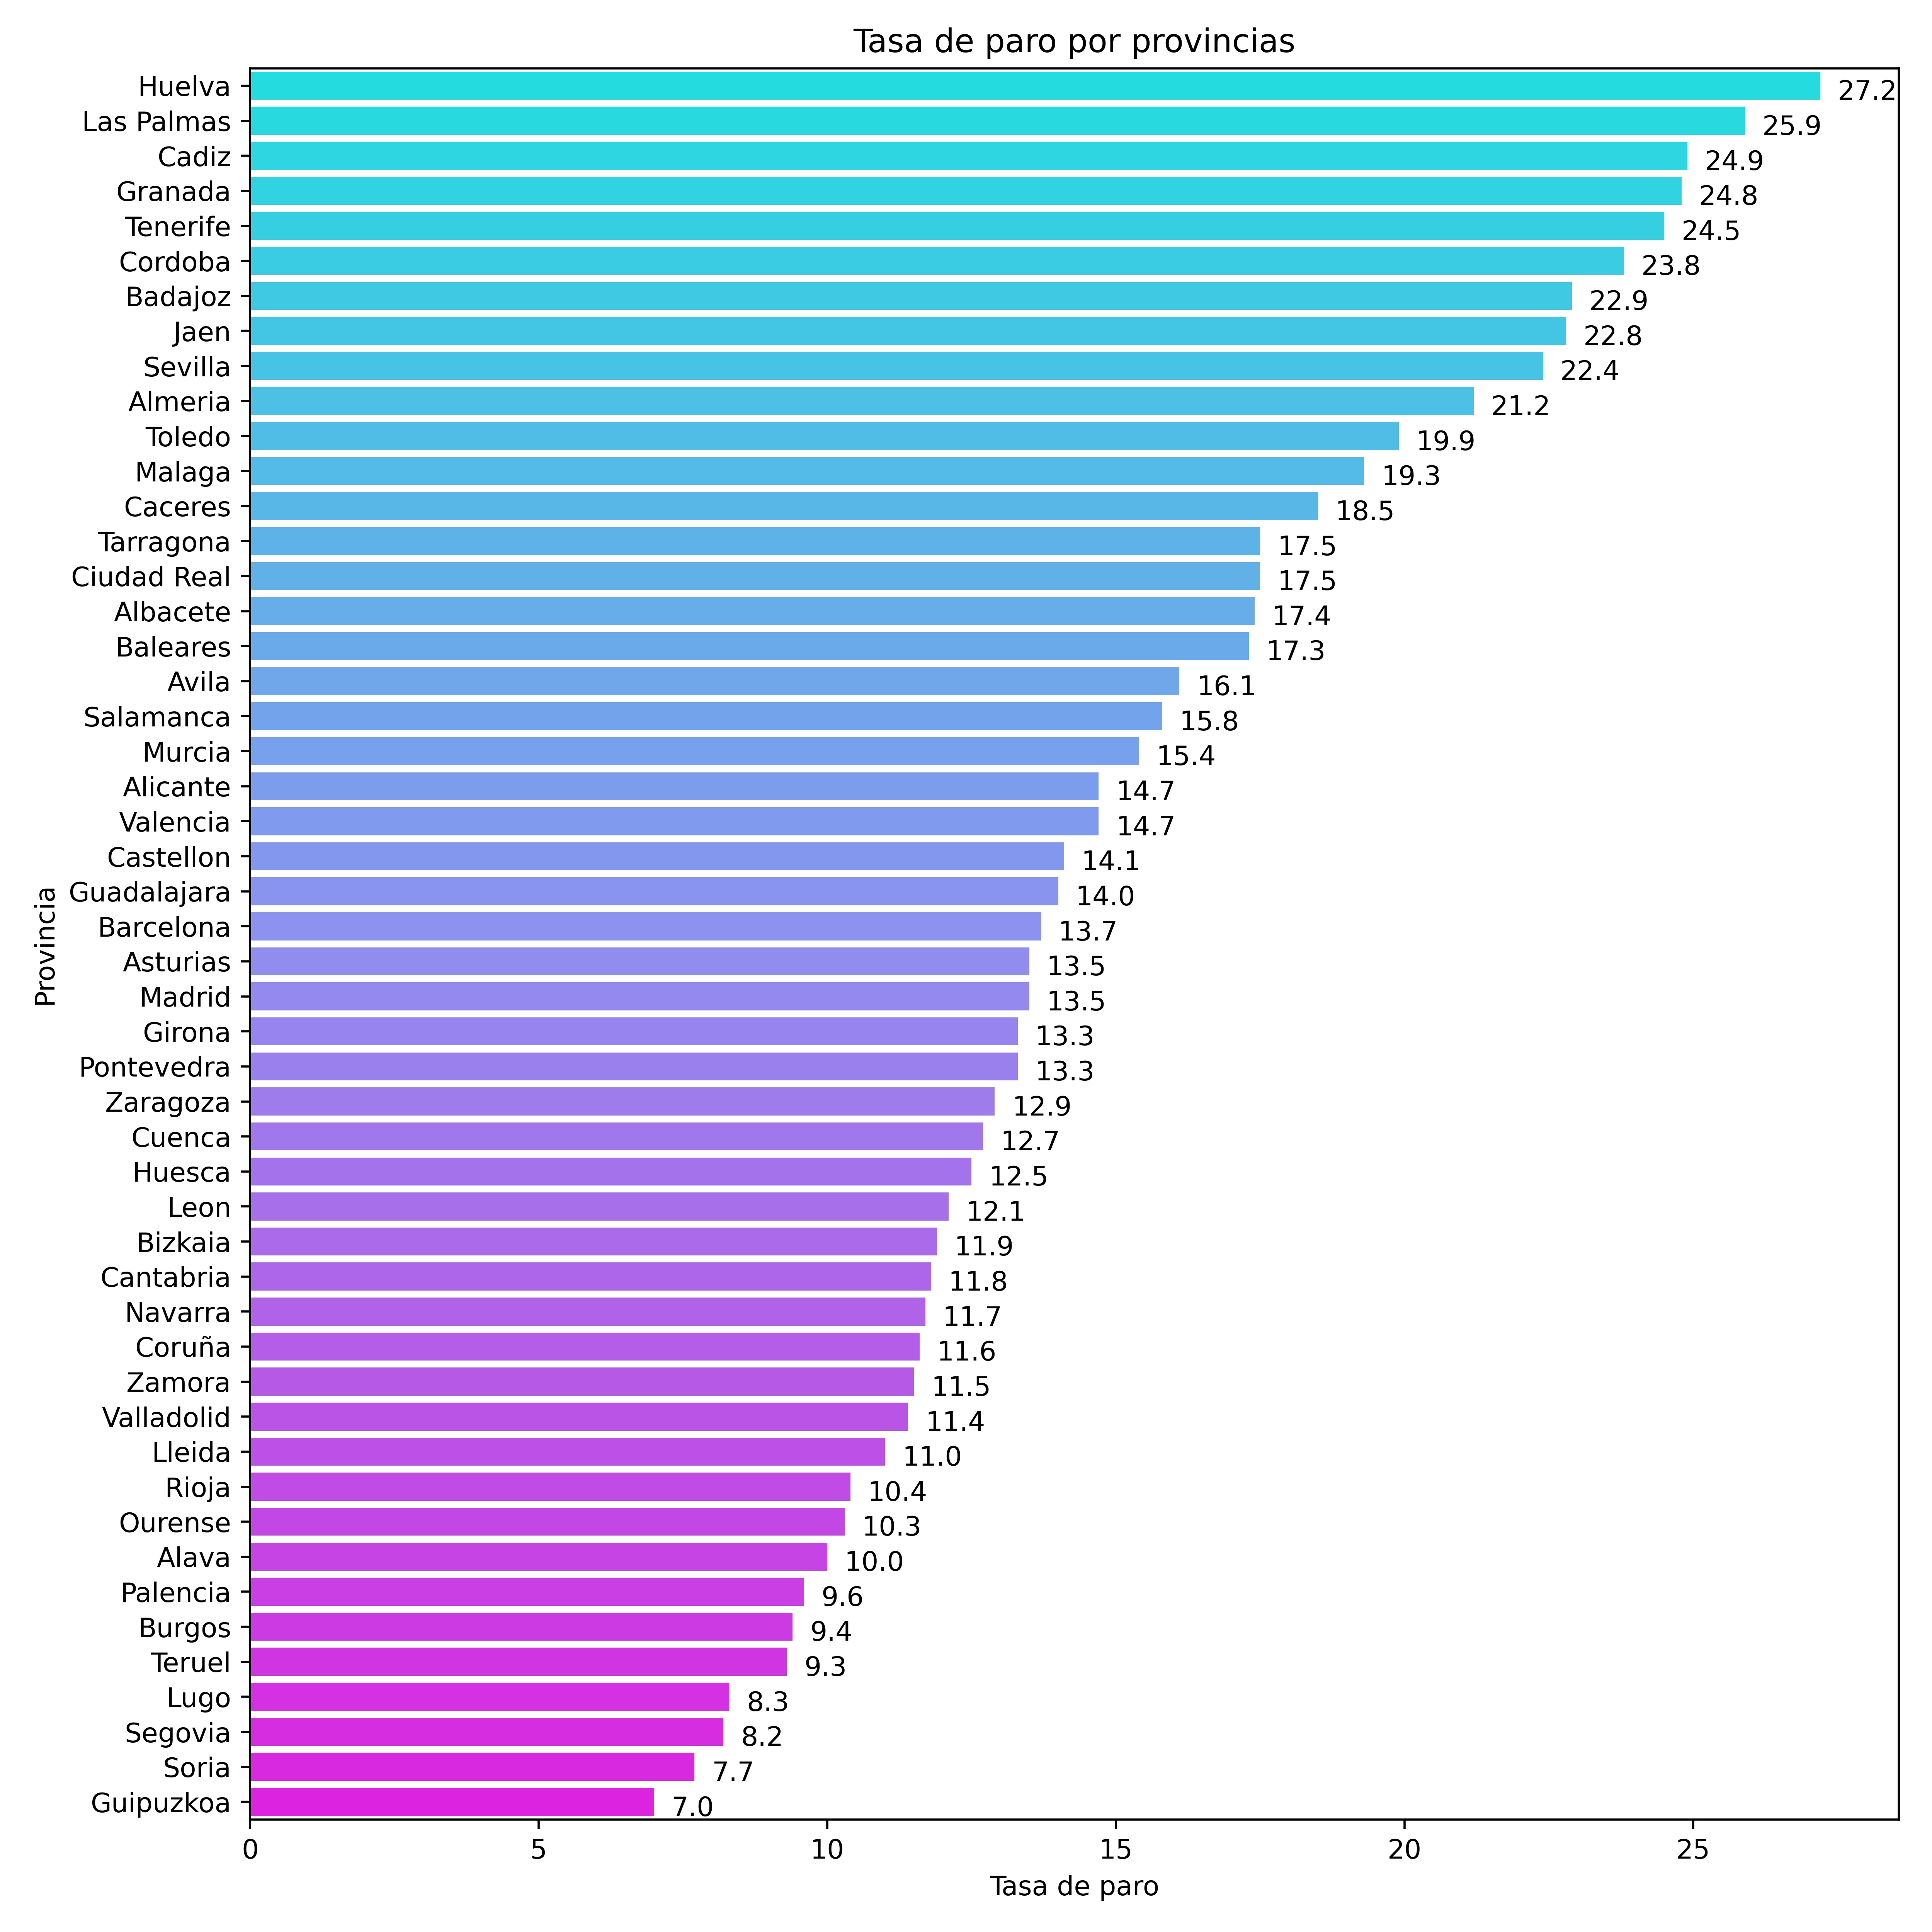 Tasa de paro por provincias
Huelva 27.2
Las Palmas 25.9
Cadiz 24.9
Granada 24.8
Tenerife 24.5
Cordoba 23.8
Badajoz 22.9
Jaen 22.8
Sevilla 22.4
Almeria 21.2
Toledo 19.9
Malaga 19.3
Caceres 18.5
Tarragona 17.5
Ciudad Real 17.5
Albacete 17.4
Baleares 17.3
Avila 16.1
Salamanca 15.8
Murcia 15.4
Alicante 14.7
Valencia 14.7
Castellon 14.1
Guadalajara 14.0
Barcelona 13.7
Asturias 13.5
Madrid 13.5
Girona 13.3
Pontevedra 13.3
Zaragoza 12.9
Cuenca 12.7
Huesca 12.5
Leon 12.1
Bizkaia 11.9
Cantabria 11.8
Navarra 11.7
Coruña 11.6
Zamora 11.5
Valladolid 11.4
Lleida 11.0
Rioja 10.4
Ourense 10.3
Alava 10.0
Palencia 9.6
Burgos 9.4
Teruel 9.3
Lugo 8.3
Segovia 8.2
Soria 7.7
Guipuzkoa 7.0
Provincia
0 5 10 15 20 25
Tasa de paro